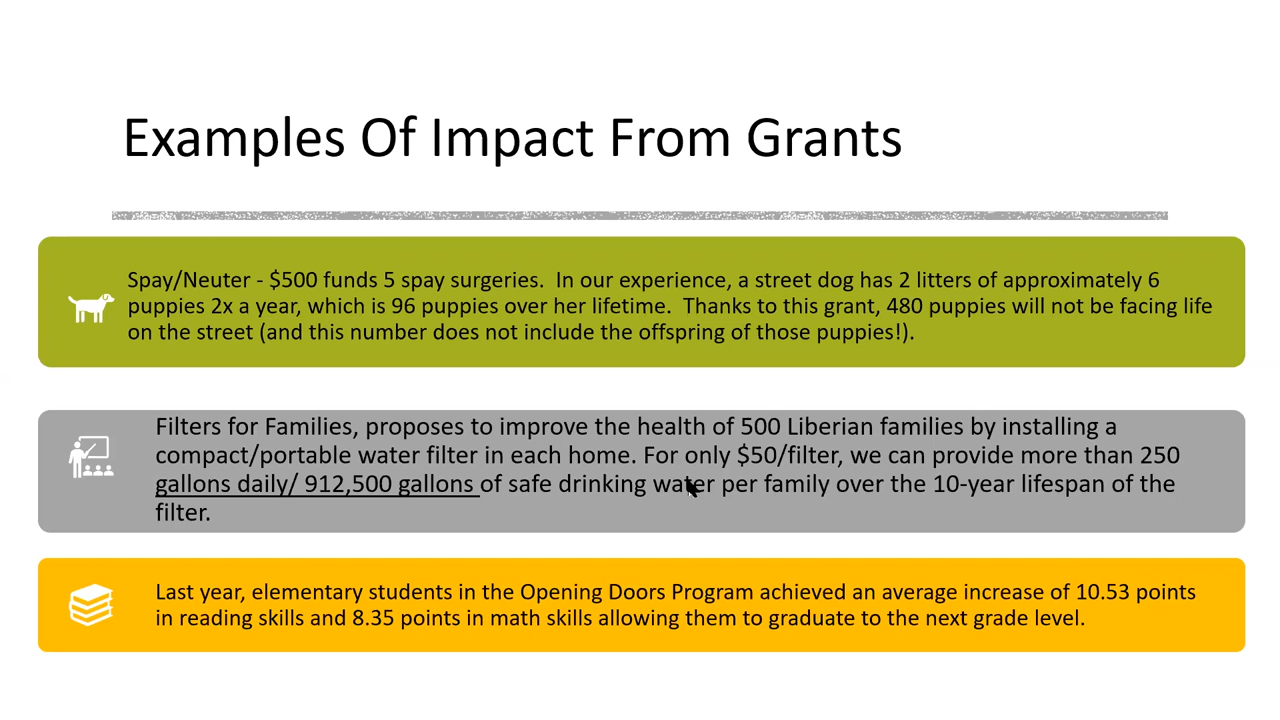 Examples Of Impact From Grants
Spay/Neuter - $500 funds 5 spay surgeries.  In our experience, a street dog has 2 litters of approximately 6
puppies 2x a year, which is 96 puppies over her lifetime.  Thanks to this grant, 480 puppies will not be facing life
on the street (and this number does not include the offspring of those puppies!).
Filters for Families, proposes to improve the health of 500 Liberian families by installing a
compact/portable water filter in each home. For only $50/filter, we can provide more than 250
gallons daily/ 912,500 gallons of safe drinking water per family over the 10-year lifespan of the
filter.
Last year, elementary students in the Opening Doors Program achieved an average increase of 10.53 points
in reading skills and 8.35 points in math skills allowing them to graduate to the next grade level.